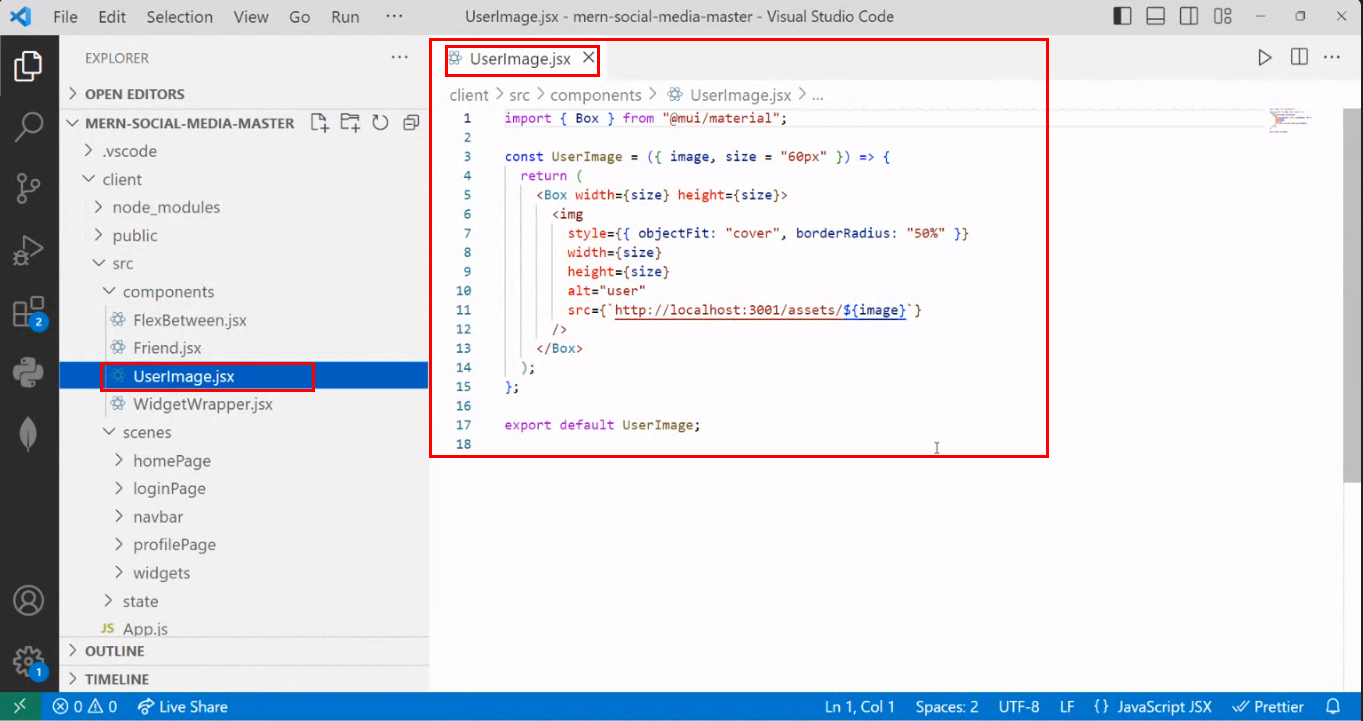 File Edit Selection View Go Run ··· UserImage.jsx - mern-social-media-master - Visual Studio Code
EXPLORER ···
OPEN EDITORS
MERN-SOCIAL-MEDIA-MASTER
.vscode
client
node_modules
public
src
components
FlexBetween.jsx
Friend.jsx
UserImage.jsx
WidgetWrapper.jsx
scenes
homePage
loginPage
navbar
profilePage
widgets
state
JS App.js
OUTLINE
TIMELINE
2
1
UserImage.jsx
client > src > components > UserImage.jsx > ...
1 import { Box } from "@mui/material";
2
3 const UserImage = ({ image, size = "60px" }) => {
4 return (
5 <Box width={size} height={size}>
6 <img
7 style={{ objectFit: "cover", borderRadius: "50%" }}
8 width={size}
9 height={size}
10 alt="user"
11 src={`http://localhost:3001/assets/${image}`}
12 />
13 </Box>
14 );
15 };
16
17 export default UserImage;
18
0 0 Live Share Ln 1, Col 1 Spaces: 2 UTF-8 LF {} JavaScript JSX Prettier